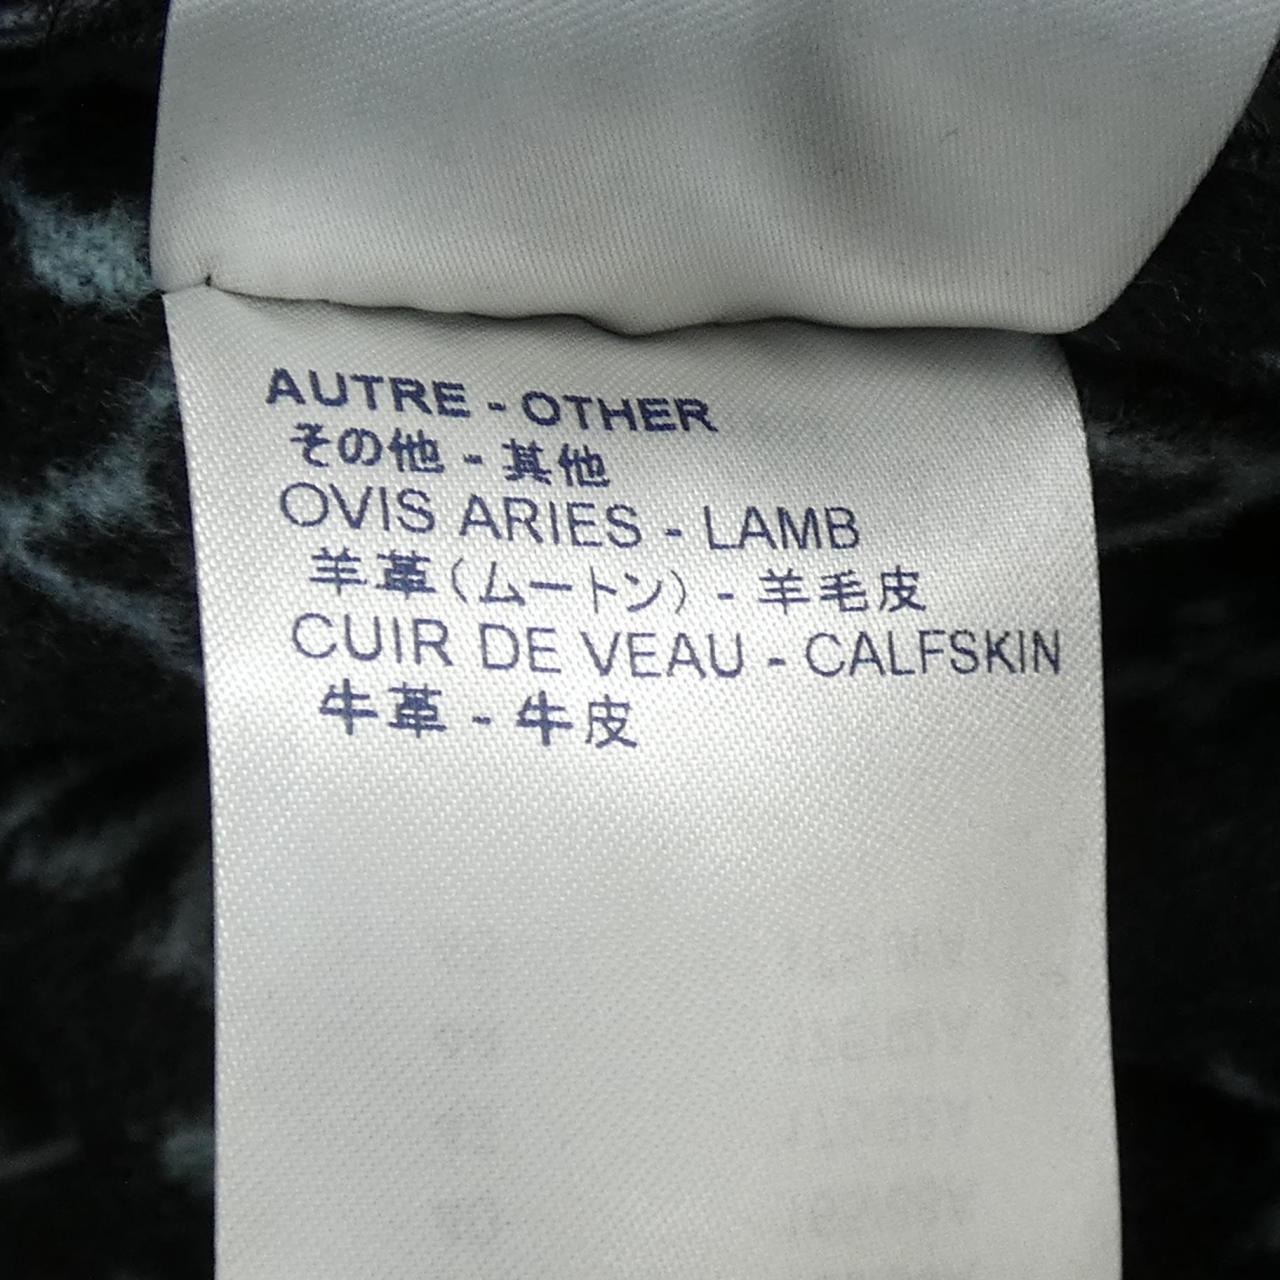 AUTRE - OTHER
その他 - 其他
OVIS ARIES - LAMB
羊革(ムートン) - 羊毛皮
CUIR DE VEAU - CALFSKIN
牛革 - 牛皮